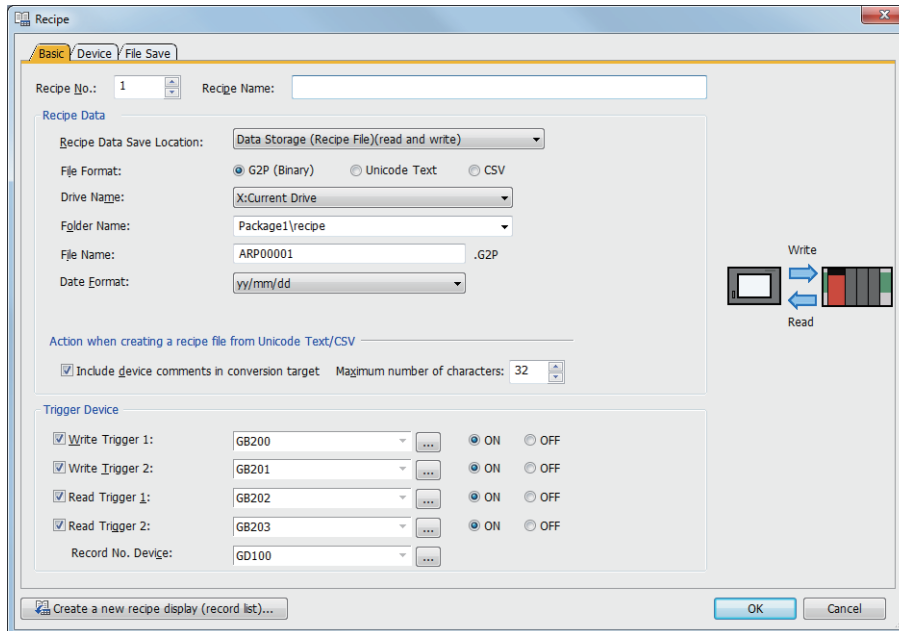 Recipe
Basic Device File Save
Recipe No.: 1 Recipe Name:
Recipe Data
Recipe Data Save Location: Data Storage (Recipe File)(read and write)
File Format: G2P (Binary) Unicode Text CSV
Drive Name: X:Current Drive
Folder Name: Package1\recipe
File Name: ARP00001 .G2P
Date Format: yy/mm/dd
Write
Read
Action when creating a recipe file from Unicode Text/CSV
Include device comments in conversion target Maximum number of characters: 32
Trigger Device
Write Trigger 1: GB200 ... ON OFF
Write Trigger 2: GB201 ... ON OFF
Read Trigger 1: GB202 ... ON OFF
Read Trigger 2: GB203 ... ON OFF
Record No. Device: GD100 ...
Create a new recipe display (record list)... OK Cancel